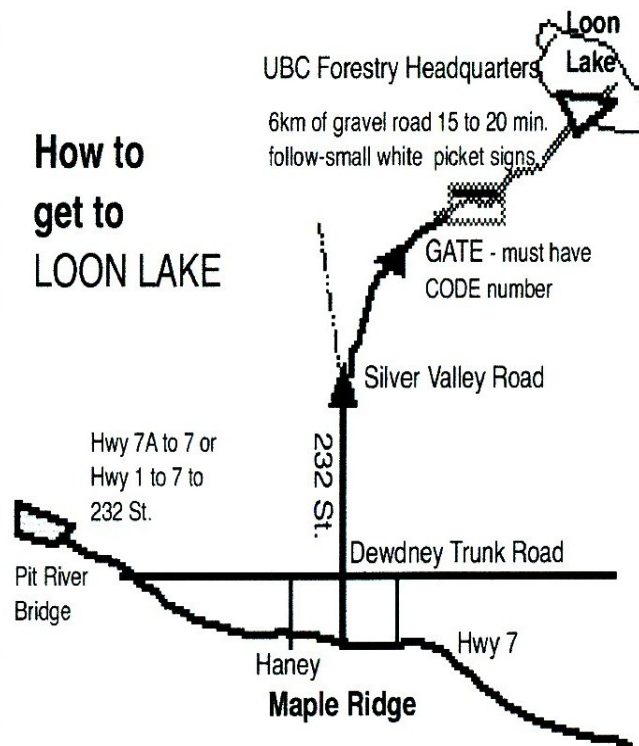 Loon
Lake
UBC Forestry Headquarters
6km of gravel road 15 to 20 min.
follow-small white picket signs
How to
get to
LOON LAKE
GATE - must have
CODE number
Silver Valley Road
232 St.
Hwy 7A to 7 or
Hwy 1 to 7 to
232 St.
Dewdney Trunk Road
Pit River
Bridge
Hwy 7
Haney
Maple Ridge